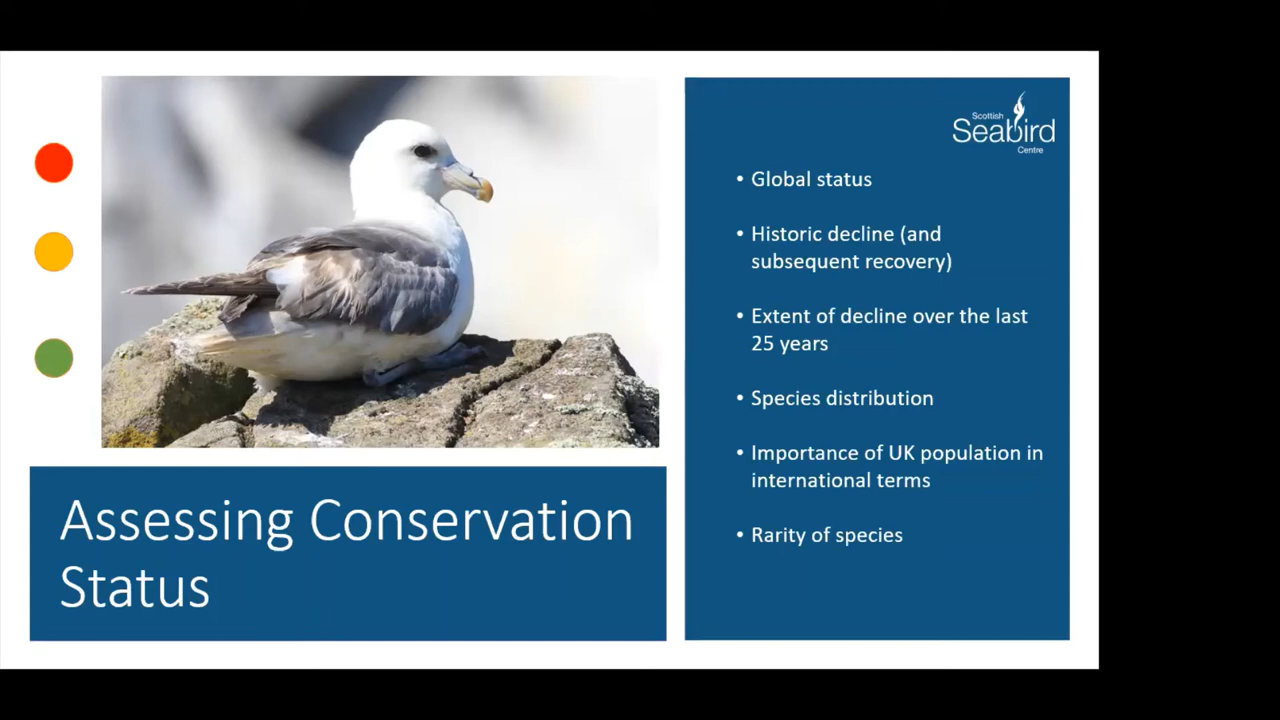 Scottish
Seabird
Centre
• Global status
• Historic decline (and
subsequent recovery)
• Extent of decline over the last
25 years
• Species distribution
• Importance of UK population in
international terms
• Rarity of species
Assessing Conservation
Status